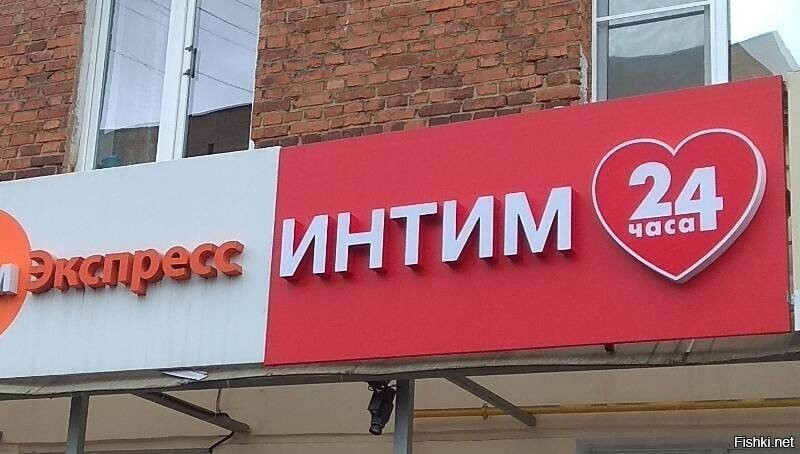 Экспресс
ИНТИМ
24
часа
Fishki.net